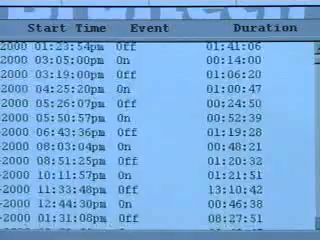 Start Time Event Duration
2000 01:23:54pm Off 01:41:06
2000 03:05:00pm On 00:14:00
2000 03:19:00pm Off 01:06:20
2000 04:25:20pm On 01:00:47
2000 05:26:07pm Off 00:24:50
2000 05:50:57pm On 00:52:39
2000 06:43:36pm Off 01:19:28
2000 08:03:04pm On 00:48:21
2000 08:51:25pm Off 01:20:32
2000 10:11:57pm On 01:21:51
2000 11:33:48pm Off 13:10:42
2000 12:44:30pm On 00:46:38
2000 01:31:08pm Off 08:27:51